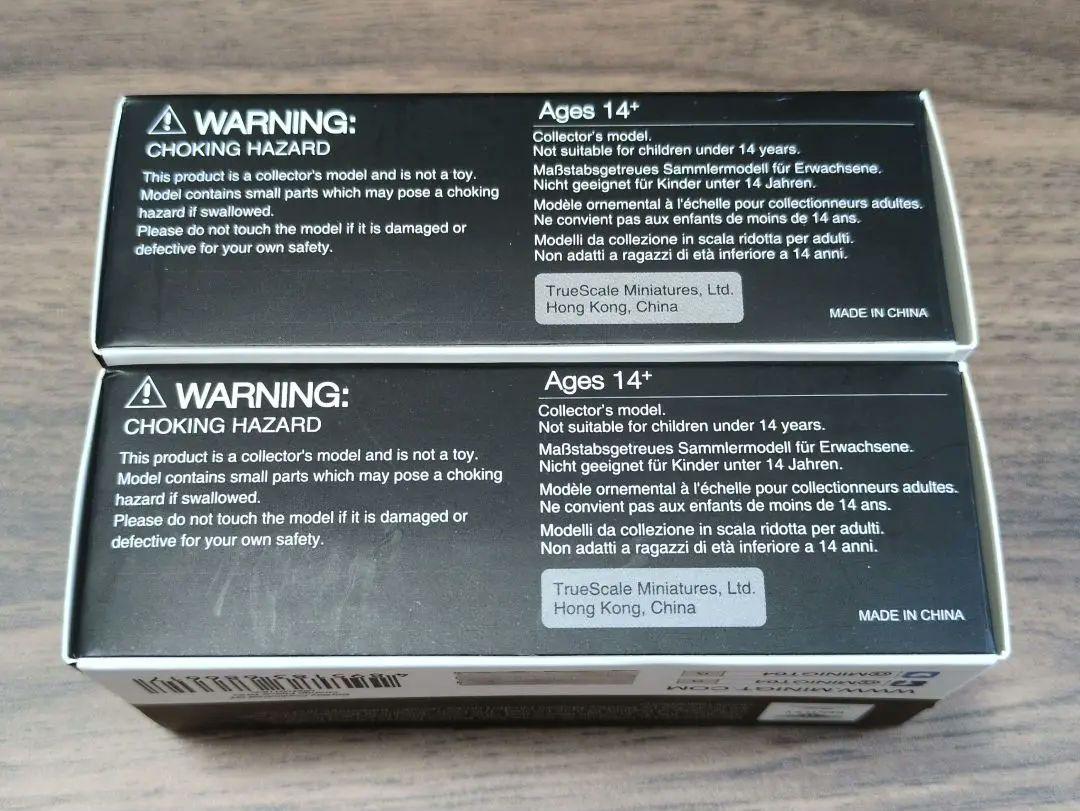 WARNING:
CHOKING HAZARD
This product is a collector's model and is not a toy.
Model contains small parts which may pose a choking
hazard if swallowed.
Please do not touch the model if it is damaged or
defective for your own safety.
Ages 14+
Collector's model.
Not suitable for children under 14 years.
Maßstabsgetreues Sammlermodell für Erwachsene.
Nicht geeignet für Kinder unter 14 Jahren.
Modèle ornemental à l'échelle pour collectionneurs adultes.
Ne convient pas aux enfants de moins de 14 ans.
Modelli da collezione in scala ridotta per adulti.
Non adatti a ragazzi di età inferiore a 14 anni.
TrueScale Miniatures, Ltd.
Hong Kong, China
MADE IN CHINA
WARNING:
CHOKING HAZARD
This product is a collector's model and is not a toy.
Model contains small parts which may pose a choking
hazard if swallowed.
Please do not touch the model if it is damaged or
defective for your own safety.
Ages 14+
Collector's model.
Not suitable for children under 14 years.
Maßstabsgetreues Sammlermodell für Erwachsene.
Nicht geeignet für Kinder unter 14 Jahren.
Modèle ornemental à l'échelle pour collectionneurs adultes.
Ne convient pas aux enfants de moins de 14 ans.
Modelli da collezione in scala ridotta per adulti.
Non adatti a ragazzi di età inferiore a 14 anni.
TrueScale Miniatures, Ltd.
Hong Kong, China
MADE IN CHINA
@MINIGT64
@MINIGT64
WWW.MINIGT.COM